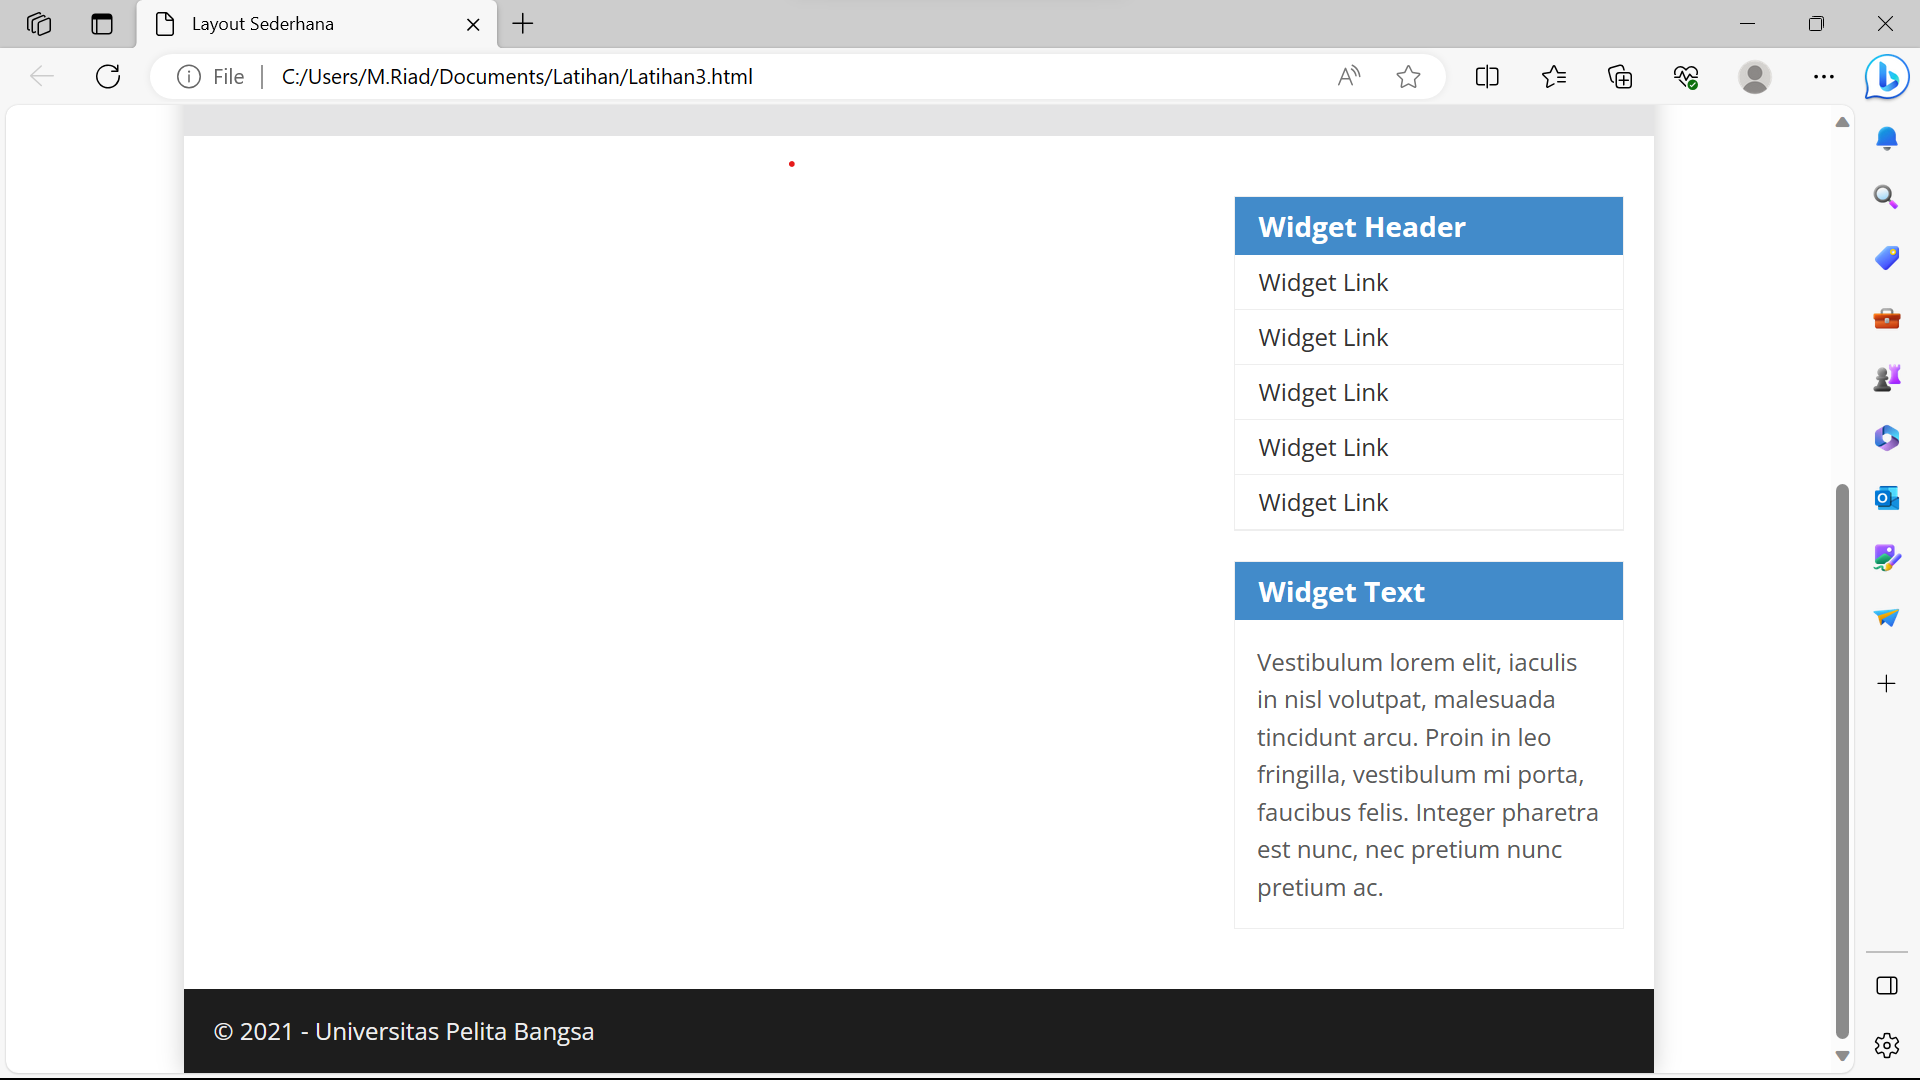 Layout Sederhana
File
C:/Users/M.Riad/Documents/Latihan/Latihan3.html
Widget Header
Widget Link
Widget Link
Widget Link
Widget Link
Widget Link
Widget Text
Vestibulum lorem elit, iaculis
in nisl volutpat, malesuada
tincidunt arcu. Proin in leo
fringilla, vestibulum mi porta,
faucibus felis. Integer pharetra
est nunc, nec pretium nunc
pretium ac.
© 2021 - Universitas Pelita Bangsa